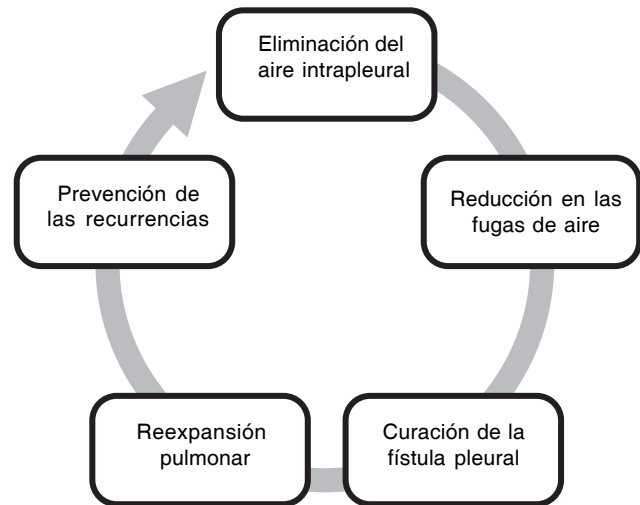 Eliminación del
aire intrapleural
Reducción en las
fugas de aire
Curación de la
fístula pleural
Reexpansión
pulmonar
Prevención de
las recurrencias